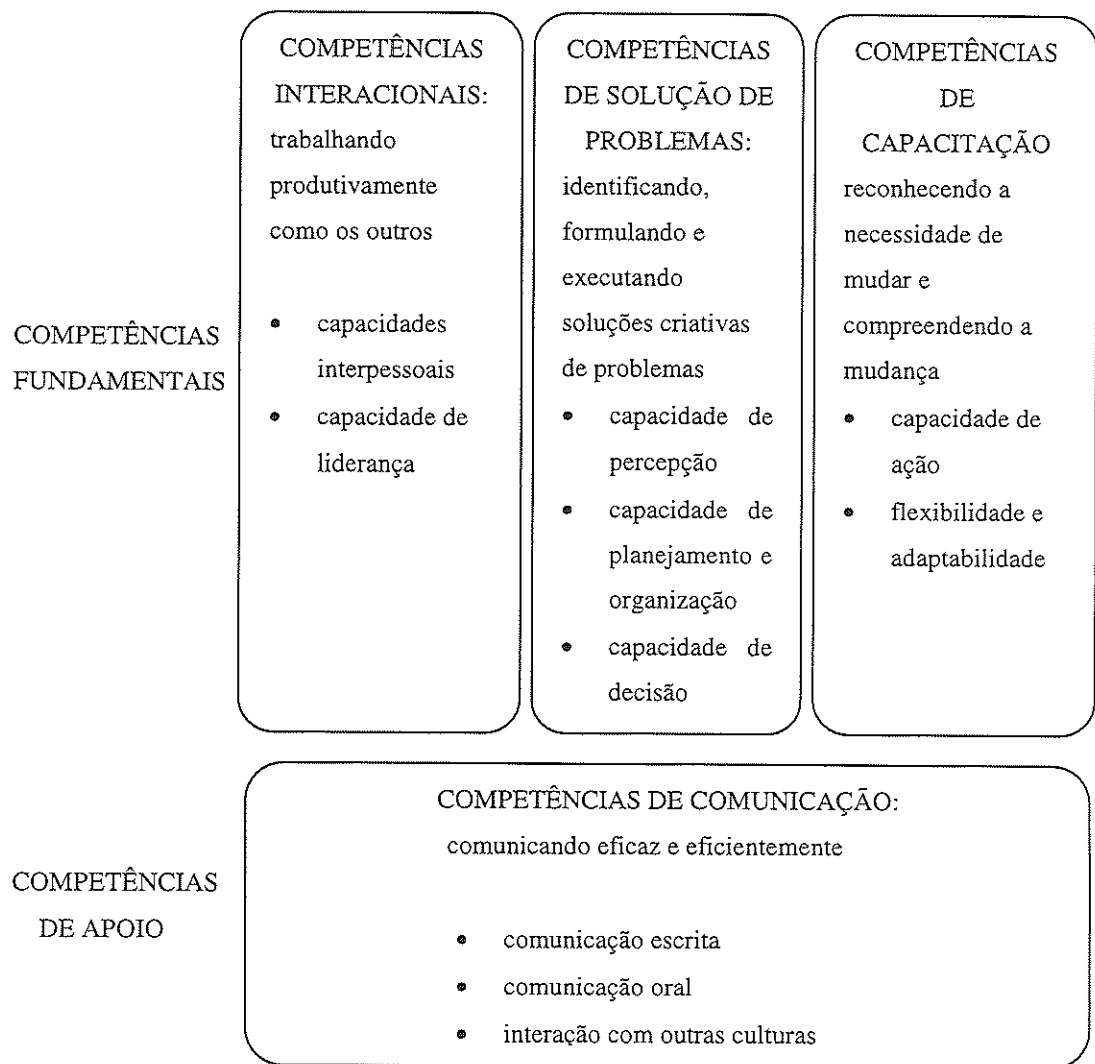 COMPETÊNCIAS
FUNDAMENTAIS
COMPETÊNCIAS
INTERACIONAIS:
trabalhando
produtivamente
como os outros
• capacidades
interpessoais
• capacidade de
liderança
COMPETÊNCIAS
DE SOLUÇÃO DE
PROBLEMAS:
identificando,
formulando e
executando
soluções criativas
de problemas
• capacidade de
percepção
• capacidade de
planejamento e
organização
• capacidade de
decisão
COMPETÊNCIAS
DE
CAPACITAÇÃO
reconhecendo a
necessidade de
mudar e
compreendendo a
mudança
• capacidade de
ação
• flexibilidade e
adaptabilidade
COMPETÊNCIAS
DE APOIO
COMPETÊNCIAS DE COMUNICAÇÃO:
comunicando eficaz e eficientemente
• comunicação escrita
• comunicação oral
• interação com outras culturas